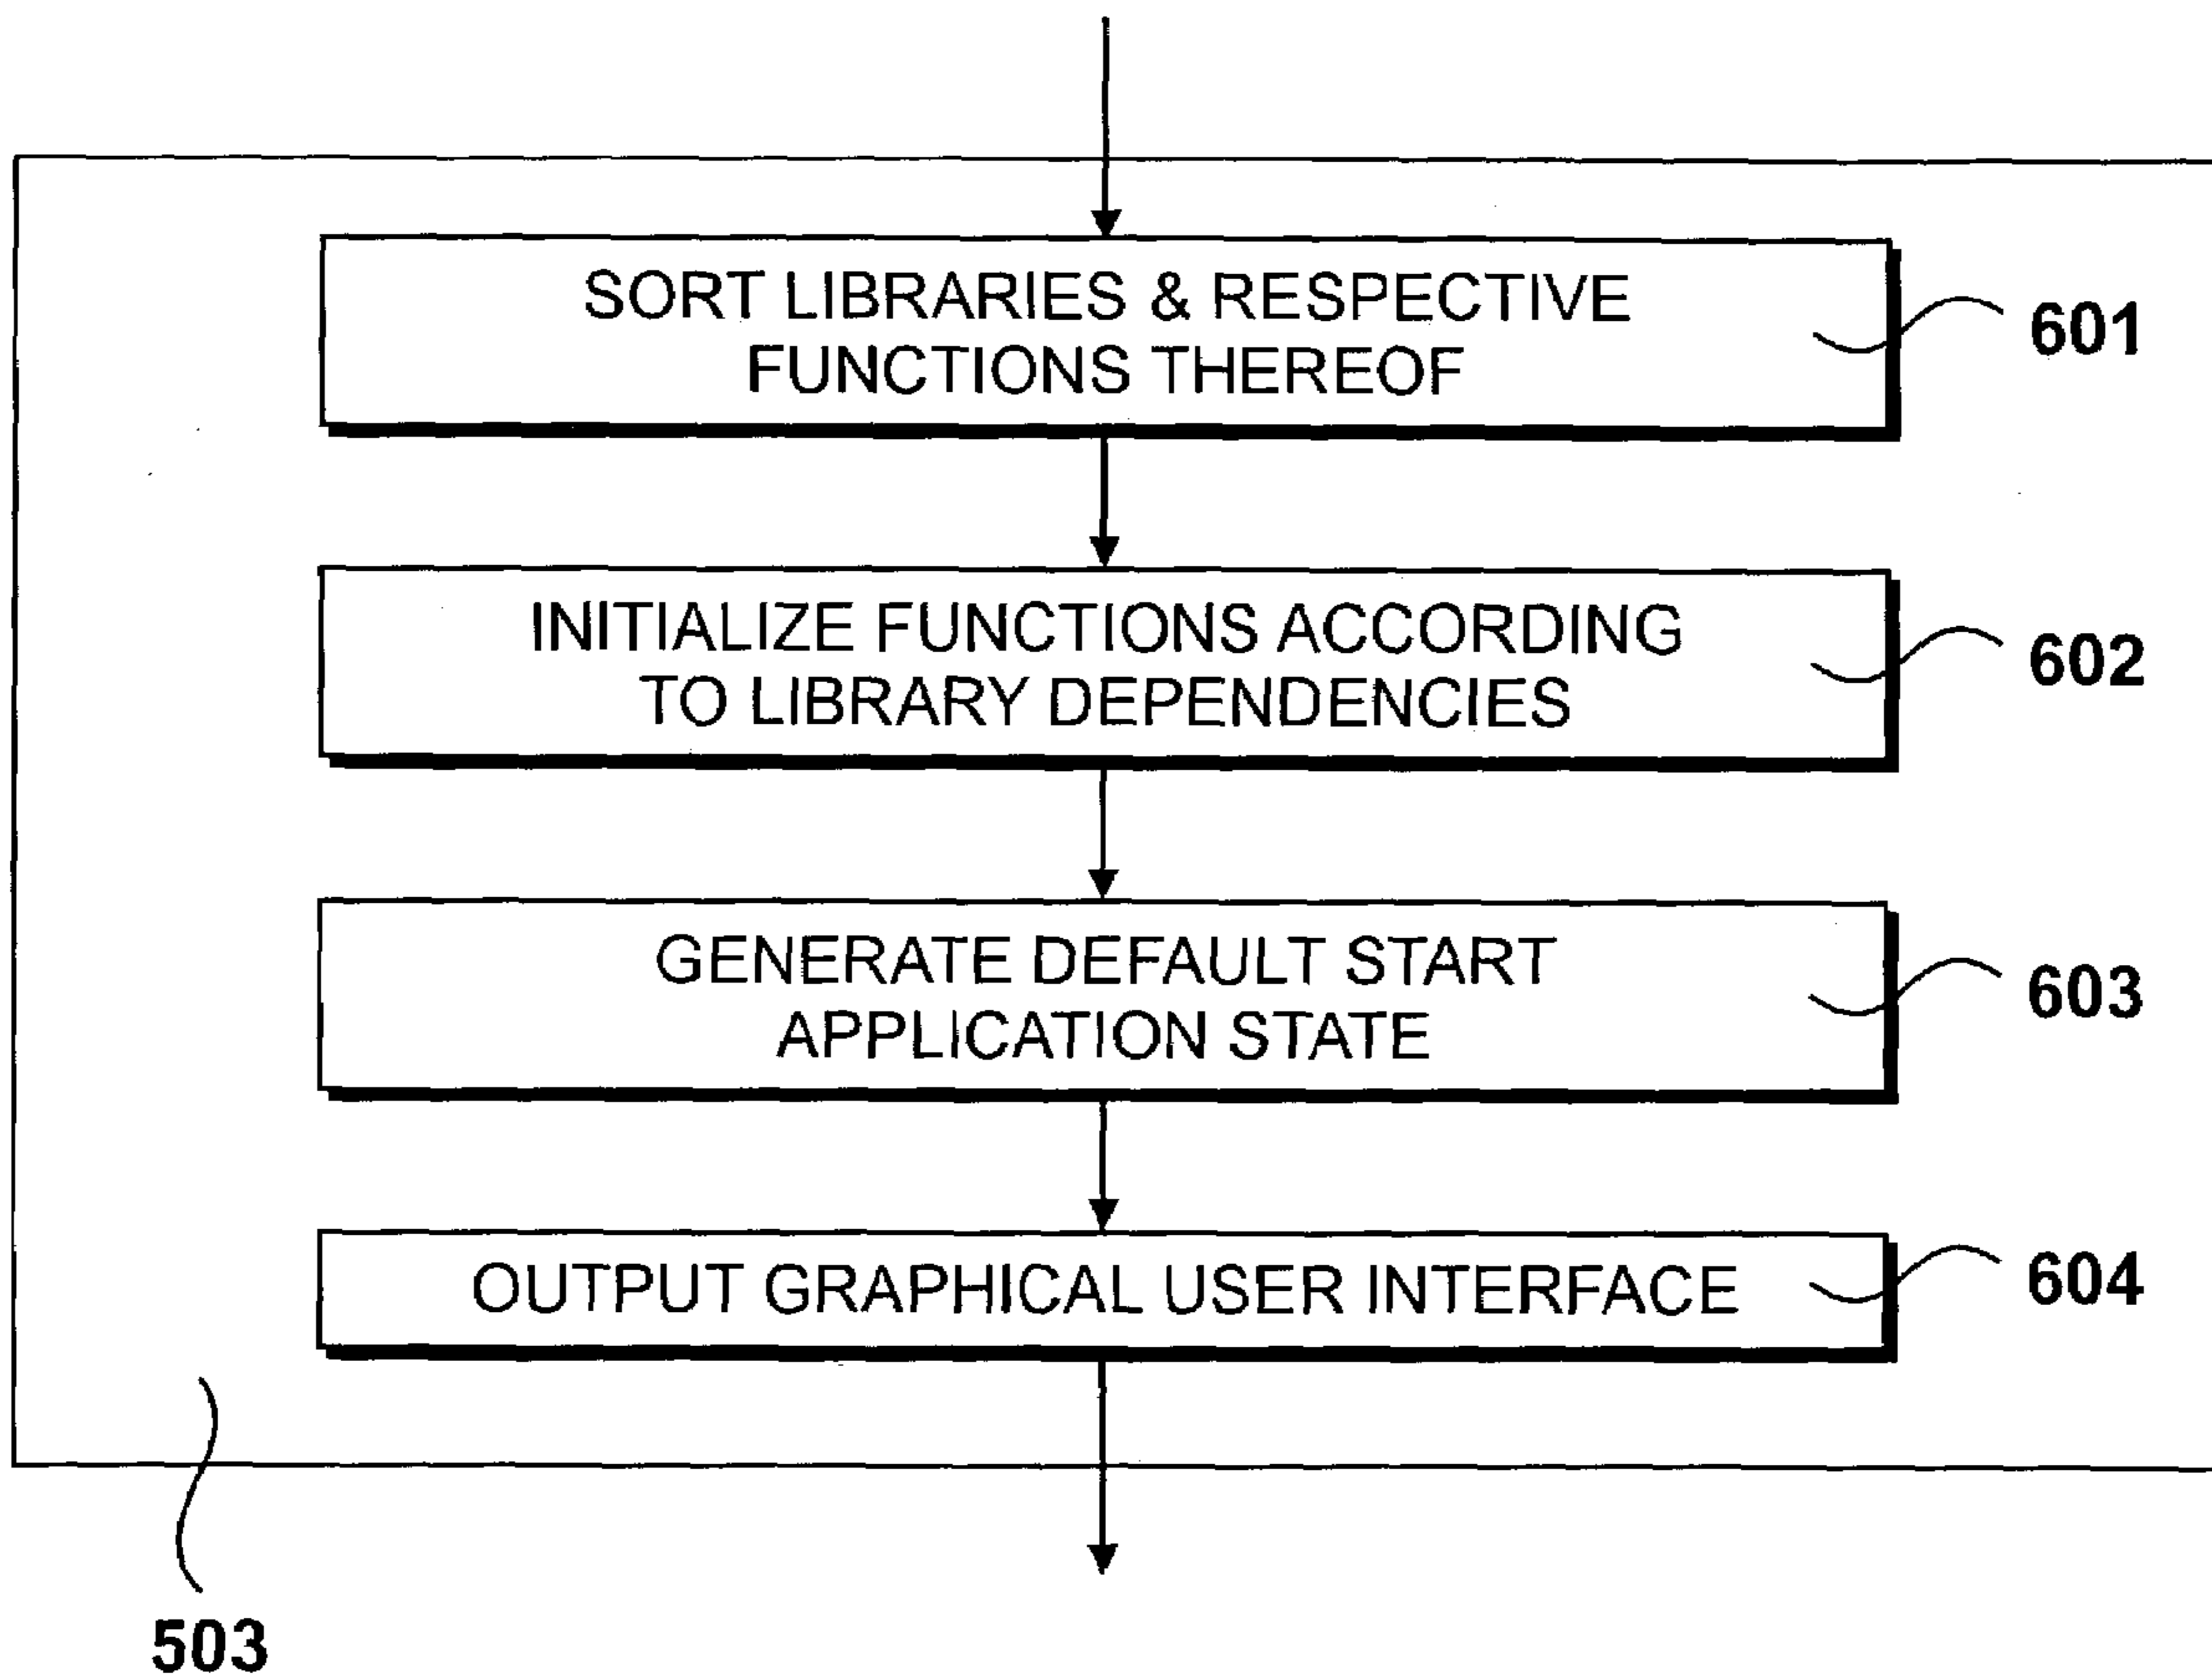 SORT LIBRARIES & RESPECTIVE
FUNCTIONS THEREOF
601
INITIALIZE FUNCTIONS ACCORDING
TO LIBRARY DEPENDENCIES
602
GENERATE DEFAULT START
APPLICATION STATE
603
OUTPUT GRAPHICAL USER INTERFACE
604
503